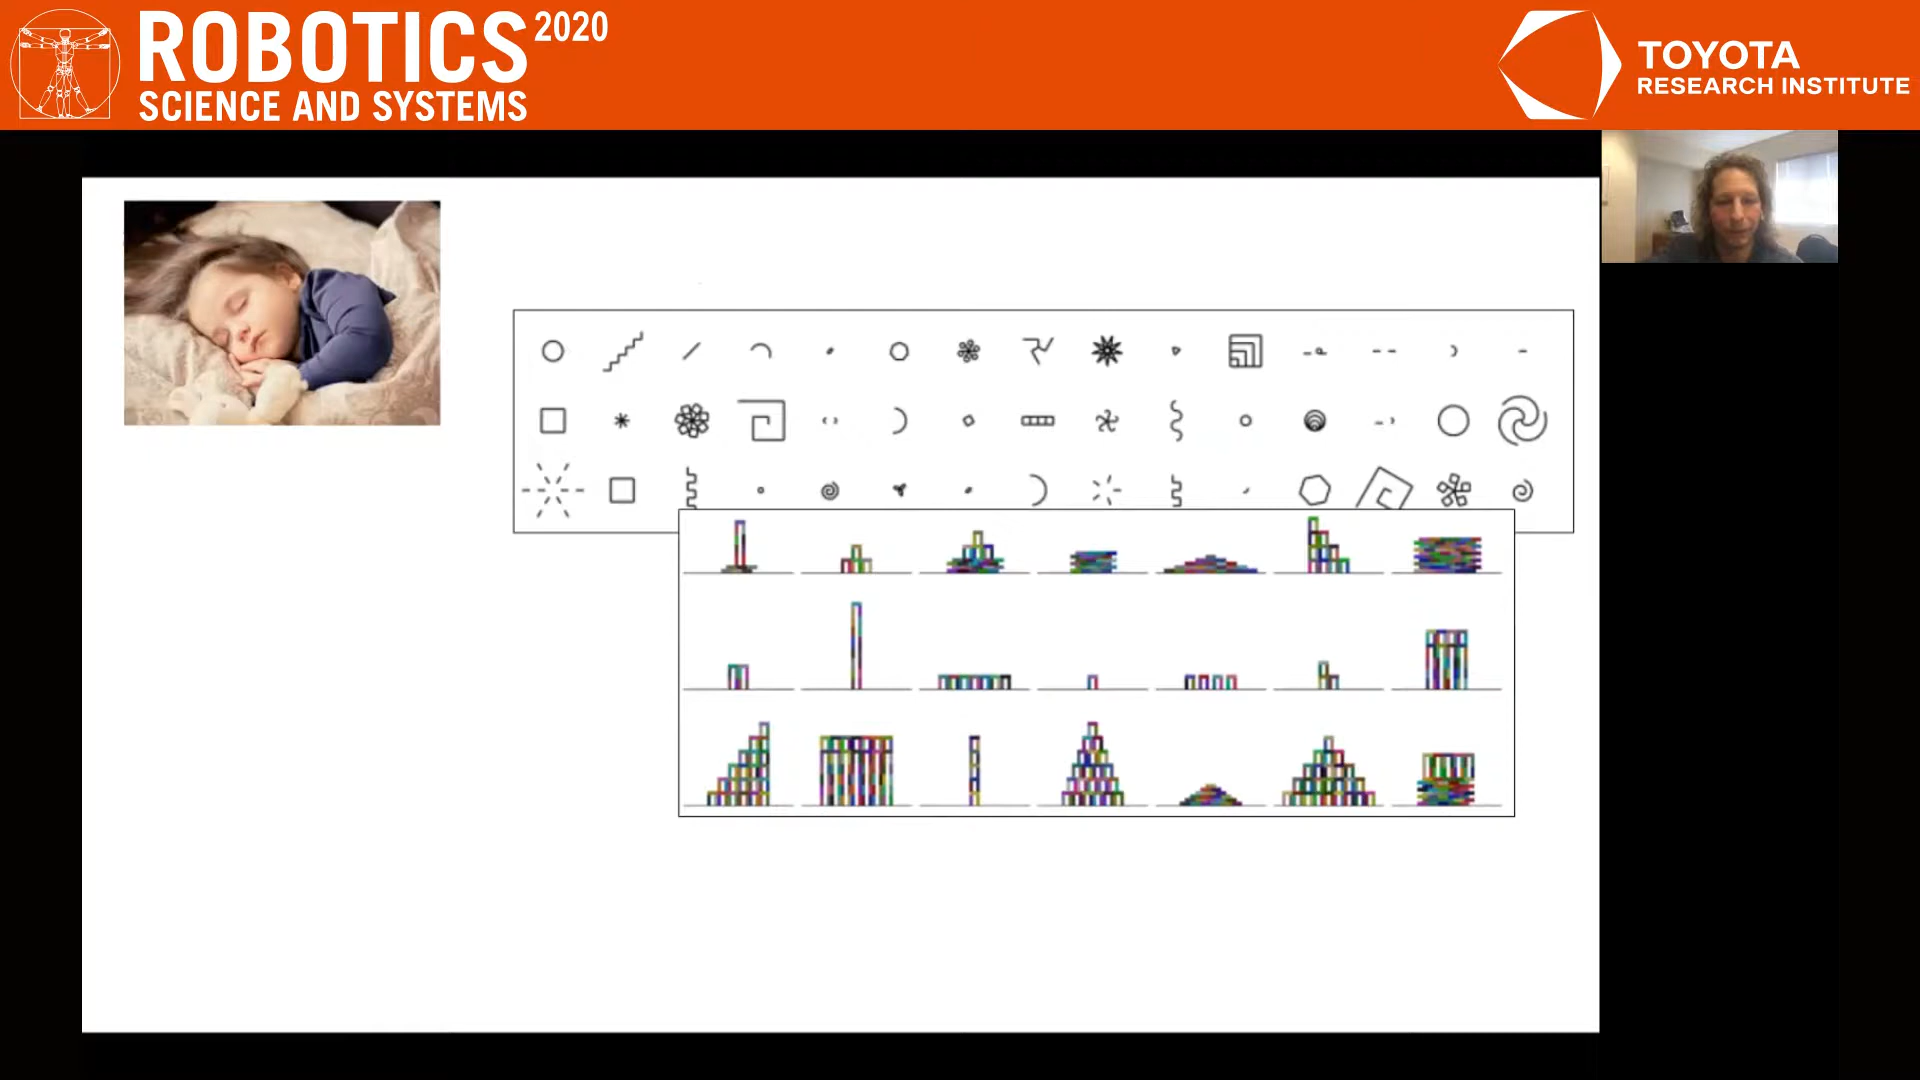 ROBOTICS 2020
SCIENCE AND SYSTEMS
TOYOTA
RESEARCH INSTITUTE